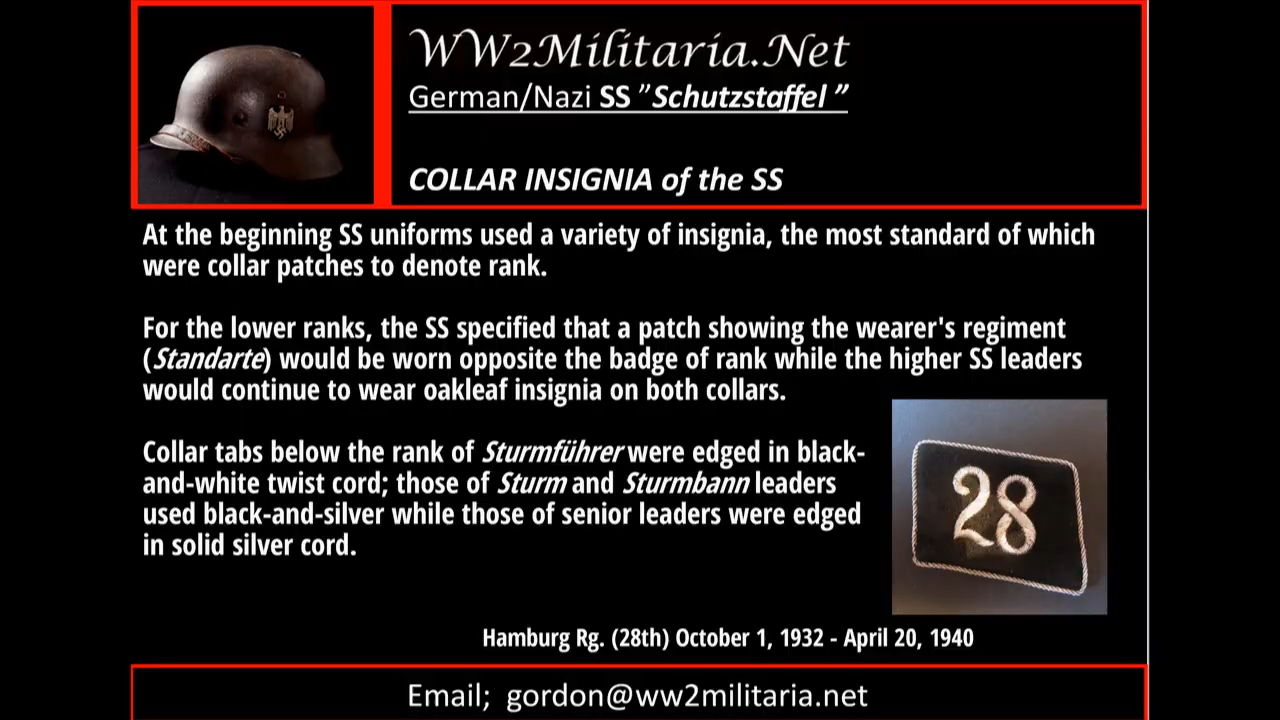 WW2Militaria.Net
German/Nazi SS ”Schutzstaffel ”
COLLAR INSIGNIA of the SS
At the beginning SS uniforms used a variety of insignia, the most standard of which
were collar patches to denote rank.
For the lower ranks, the SS specified that a patch showing the wearer's regiment
(Standarte) would be worn opposite the badge of rank while the higher SS leaders
would continue to wear oakleaf insignia on both collars.
Collar tabs below the rank of Sturmführer were edged in black-
and-white twist cord; those of Sturm and Sturmbann leaders
used black-and-silver while those of senior leaders were edged
in solid silver cord.
28
Hamburg Rg. (28th) October 1, 1932 - April 20, 1940
Email; gordon@ww2militaria.net